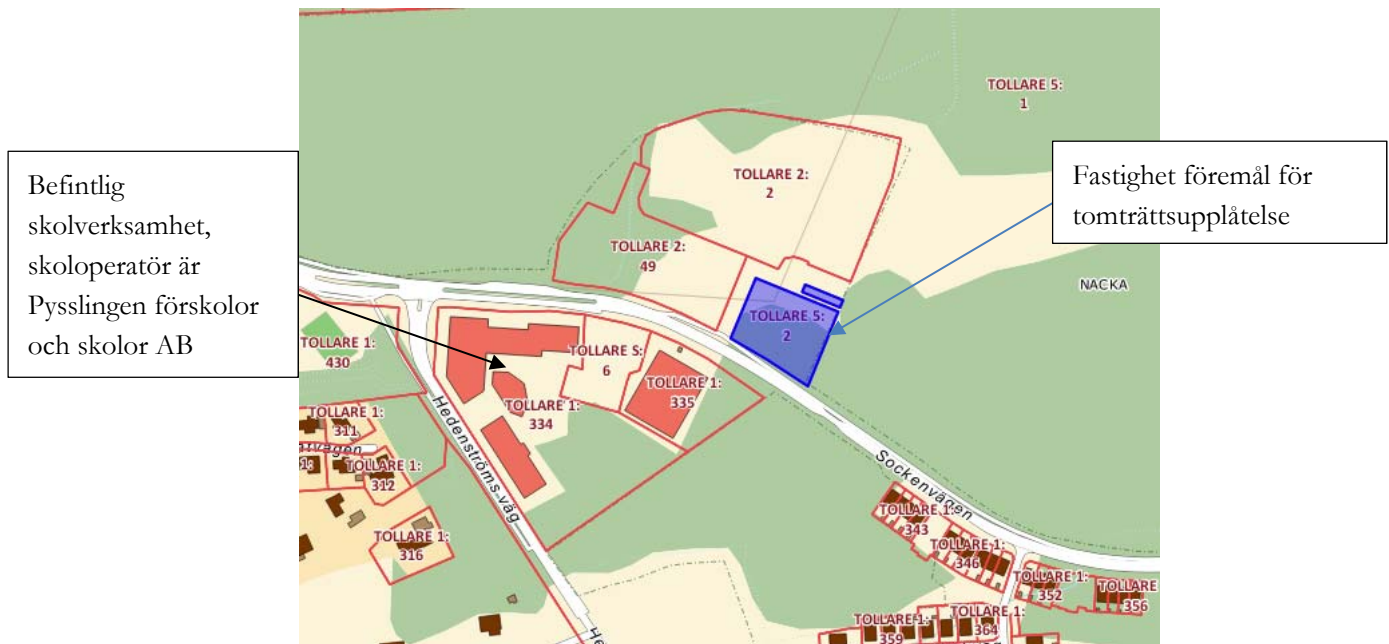 TOLLARE 5:
1
Befintlig
skolverksamhet,
skoloperatör är
Pysslingen förskolor
och skolor AB
Fastighet föremål för
tomträttsupplåtelse
TOLLARE 2:
2
TOLLARE 2:
49
NACKA
TOLLARE 5:
2
TOLLARE 1:
430
TOLLARE S:
6
TOLLARE 1:
335
TOLLARE 1:
334
TOLLARE 1:
311
TOLLARE 1:
312
Hedenströms väg
Sockenvägen
TOLLARE 1:
316
TOLLARE 1:
343
TOLLARE 1:
346
TOLLARE 1:
352
TOLLARE
356
TOLLARE 1:
359
TOLLARE 1:
364